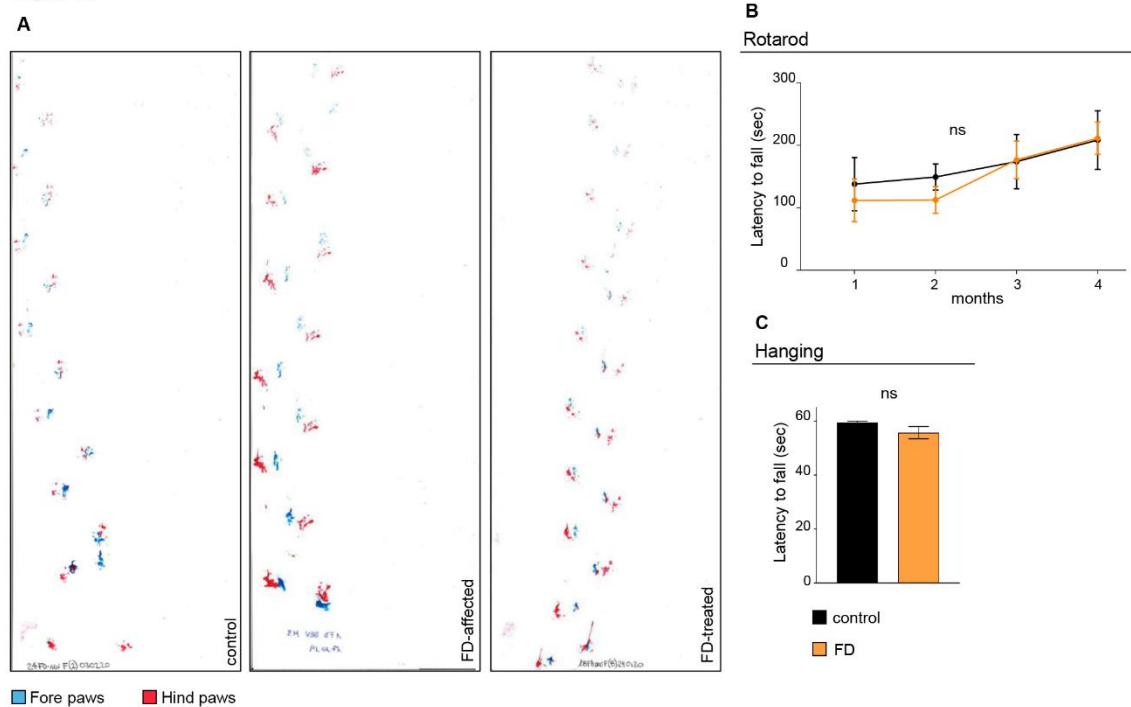 A
control
FD-affected
FD-treated
Fore paws
Hind paws
B
Rotarod
Latency to fall (sec)
300
200
100
0
ns
1
2
3
4
months
C
Hanging
Latency to fall (sec)
60
40
20
0
ns
control
FD